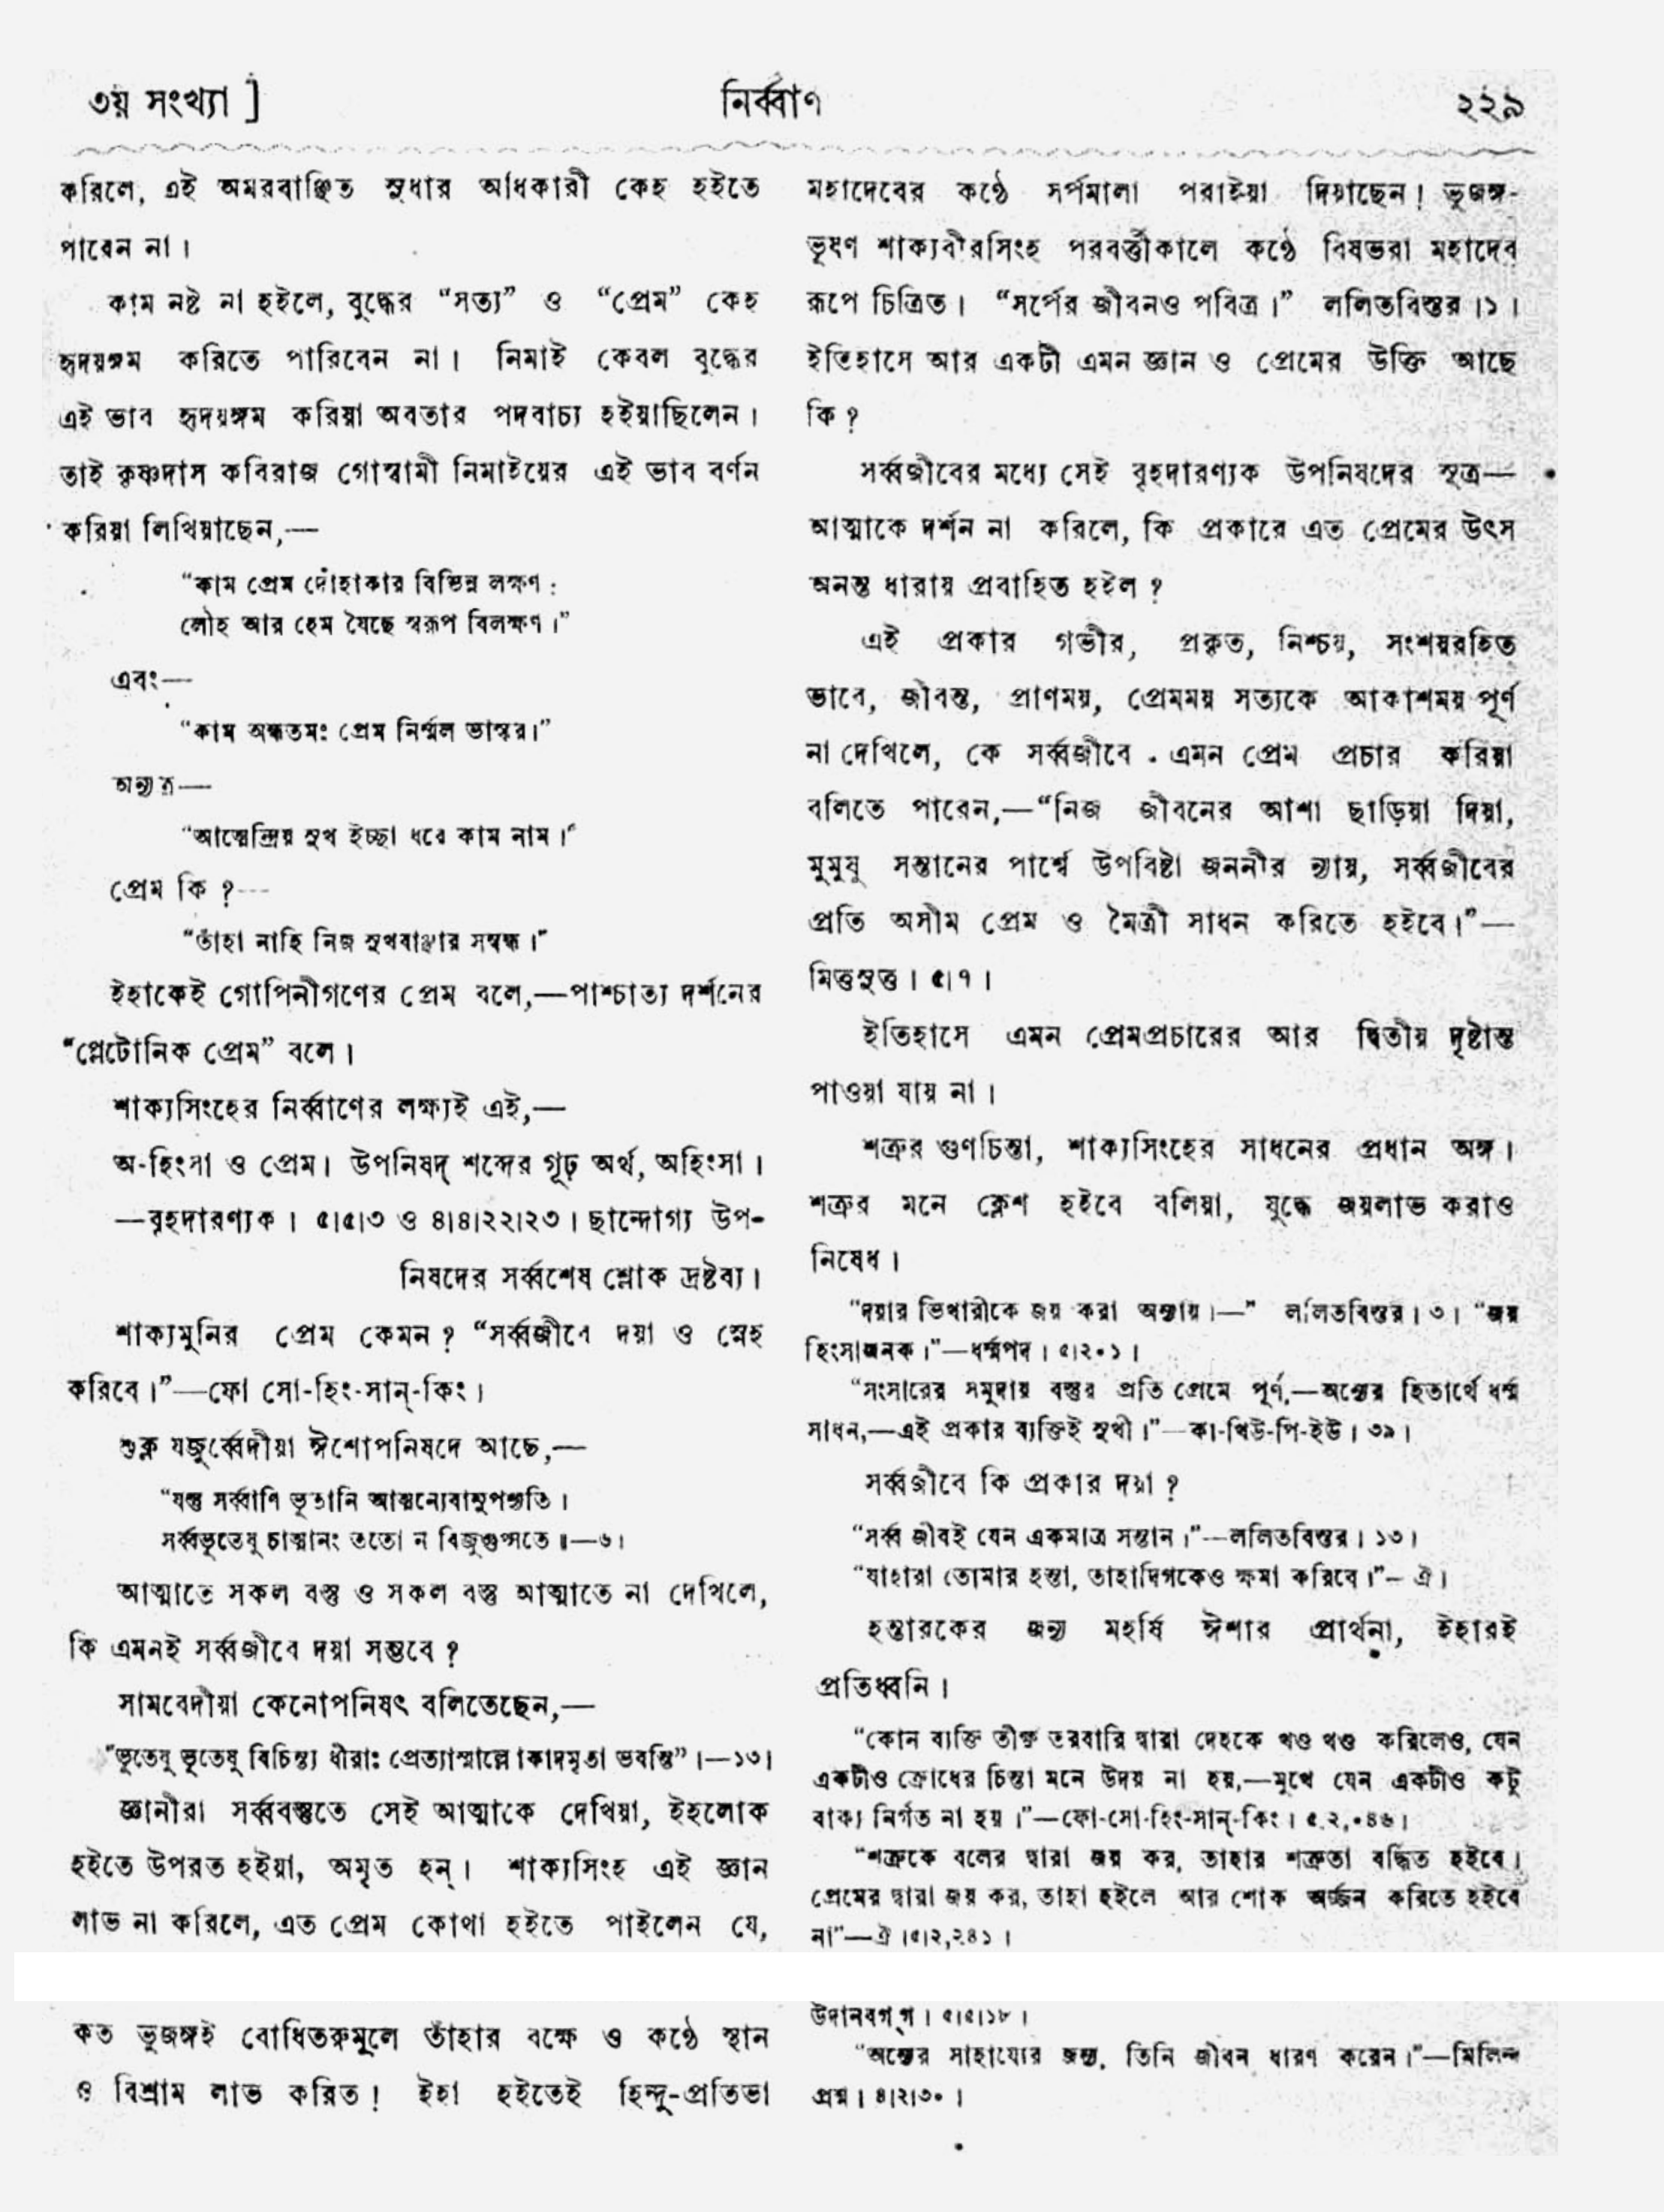 ৩য় সংখ্যা ]
নির্ব্বাণ
২২৯
করিলে, এই অমরবাঞ্ছিত সুধার অধিকারী কেহ হইতে
পারেন না।
কাম নষ্ট না হইলে, বুদ্ধের “সত্য” ও “প্রেম” কেহ
হৃদয়ঙ্গম করিতে পারিবেন না। নিমাই কেবল বুদ্ধের
এই ভাব হৃদয়ঙ্গম করিয়া অবতার পদবাচ্য হইয়াছিলেন।
তাই কৃষ্ণদাস কবিরাজ গোস্বামী নিমাইয়ের এই ভাব বর্ণন
করিয়া লিখিয়াছেন,—
“কাম প্রেম দোঁহাকার বিভিন্ন লক্ষণ :
লৌহ আর হেম যৈছে স্বরূপ বিলক্ষণ।”
এবং—
“কাম অন্ধতমঃ প্রেম নির্ম্মল ভাস্কর।”
অন্যত্র—
“আত্মেন্দ্রিয় সুখ ইচ্ছা ধরে কাম নাম।”
প্রেম কি ?---
“তাঁহা নাহি নিজ সুখবাঞ্ছার সম্বন্ধ।”
ইহাকেই গোপিনীগণের প্রেম বলে,—পাশ্চাত্য দর্শনের
“প্লেটোনিক প্রেম” বলে।
শাক্যসিংহের নির্ব্বাণের লক্ষ্যই এই,—
অ-হিংসা ও প্রেম। উপনিষদ্ শব্দের গূঢ় অর্থ, অহিংসা।
—বৃহদারণ্যক। ৫।৫।৩ ও ৪।৪।২২।২৩। ছান্দোগ্য উপ-
নিষদের সর্ব্বশেষ শ্লোক দ্রষ্টব্য।
শাক্যমুনির প্রেম কেমন ? “সর্ব্বজীবে দয়া ও স্নেহ
করিবে।”—ফো সো-হিং-সান্-কিং।
শুক্ল যজুর্ব্বেদীয়া ঈশোপনিষদে আছে,—
“যস্তু সর্ব্বাণি ভূতানি আত্মন্যেবানুপশ্যতি।
সর্ব্বভূতেষু চাত্মানং ততো ন বিজুগুপ্সতে॥—৬।
আত্মাতে সকল বস্তু ও সকল বস্তু আত্মাতে না দেখিলে,
কি এমনই সর্ব্বজীবে দয়া সম্ভবে ?
সামবেদীয়া কেনোপনিষৎ বলিতেছেন,—
“ভূতেষু ভূতেষু বিচিন্ত্য ধীরাঃ প্রেত্যাস্মাল্লোকাদমৃতা ভবন্তি”।—১৩।
জ্ঞানীরা সর্ব্ববস্তুতে সেই আত্মাকে দেখিয়া, ইহলোক
হইতে উপরত হইয়া, অমৃত হন্। শাক্যসিংহ এই জ্ঞান
লাভ না করিলে, এত প্রেম কোথা হইতে পাইলেন যে,
কত ভুজঙ্গই বোধিতরুমূলে তাঁহার বক্ষে ও কণ্ঠে স্থান
ও বিশ্রাম লাভ করিত! ইহা হইতেই হিন্দু-প্রতিভা
মহাদেবের কণ্ঠে সর্পমালা পরাইয়া দিয়াছেন! ভুজঙ্গ-
ভূষণ শাক্যবীরসিংহ পরবর্ত্তীকালে কণ্ঠে বিষভরা মহাদেব
রূপে চিত্রিত। “সর্পের জীবনও পবিত্র।” ললিতবিস্তর।১।
ইতিহাসে আর একটী এমন জ্ঞান ও প্রেমের উক্তি আছে
কি ?
সর্ব্বজীবের মধ্যে সেই বৃহদারণ্যক উপনিষদের সূত্র—
আত্মাকে দর্শন না করিলে, কি প্রকারে এত প্রেমের উৎস
অনন্ত ধারায় প্রবাহিত হইল ?
এই প্রকার গভীর, প্রকৃত, নিশ্চয়, সংশয়রহিত
ভাবে, জীবন্ত, প্রাণময়, প্রেমময় সত্যকে আকাশময় পূর্ণ
না দেখিলে, কে সর্ব্বজীবে এমন প্রেম প্রচার করিয়া
বলিতে পারেন,—“নিজ জীবনের আশা ছাড়িয়া দিয়া,
মুমুষু সন্তানের পার্শ্বে উপবিষ্টা জননীর ন্যায়, সর্ব্বজীবের
প্রতি অসীম প্রেম ও মৈত্রী সাধন করিতে হইবে।”—
মিত্তসুত্ত। ৫।৭।
ইতিহাসে এমন প্রেমপ্রচারের আর দ্বিতীয় দৃষ্টান্ত
পাওয়া যায় না।
শত্রুর গুণচিন্তা, শাক্যসিংহের সাধনের প্রধান অঙ্গ।
শত্রুর মনে ক্লেশ হইবে বলিয়া, যুদ্ধে জয়লাভ করাও
নিষেধ।
“দয়ার ভিখারীকে জয় করা অন্যায়।—” ললিতবিস্তর। ৩। “জয়
হিংসাজনক।”—ধর্ম্মপদ। ৫।২০১।
“সংসারের সমুদায় বস্তুর প্রতি প্রেমে পূর্ণ,—অন্যের হিতার্থে ধর্ম্ম
সাধন,—এই প্রকার ব্যক্তিই সুখী।”—কা-খিউ-পি-ইউ। ৩৯।
সর্ব্বজীবে কি প্রকার দয়া ?
“সর্ব্ব জীবই যেন একমাত্র সন্তান।”—ললিতবিস্তর। ১৩।
“যাহারা তোমার হন্তা, তাহাদিগকেও ক্ষমা করিবে।”— ঐ।
হন্তারকের জন্য মহর্ষি ঈশার প্রার্থনা, ইহারই
প্রতিধ্বনি।
“কোন ব্যক্তি তীক্ষ্ণ তরবারি দ্বারা দেহকে খণ্ড খণ্ড করিলেও, যেন
একটীও ক্রোধের চিন্তা মনে উদয় না হয়,—মুখে যেন একটীও কটু
বাক্য নির্গত না হয়।”—ফো-সো-হিং-সান্-কিং। ৫.২,০৪৬।
“শত্রুকে বলের দ্বারা জয় কর, তাহার শত্রুতা বর্দ্ধিত হইবে।
প্রেমের দ্বারা জয় কর, তাহা হইলে আর শোক অর্জ্জন করিতে হইবে
না”—ঐ।৫।২,২৪১।
উদানবগ্গ। ৫।৫।১৮।
“অন্যের সাহায্যের জন্য, তিনি জীবন ধারণ করেন।”—মিলিন্দ
প্রশ্ন। ৪।২।৩০।